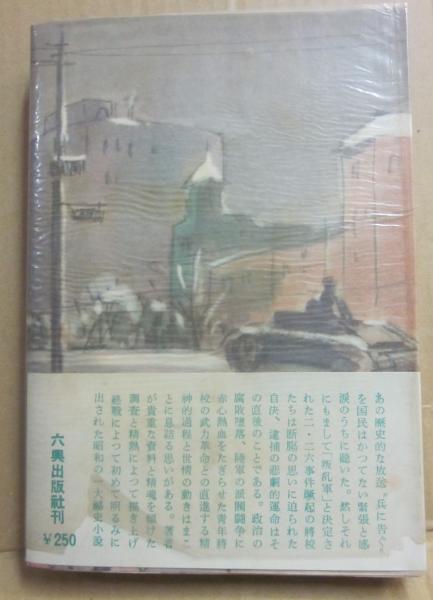 あの歴史的な放送〝兵に告ぐ〟
を国民はかつてない緊張と感
涙のうちに聴いた。然しそれ
にもまして「叛乱軍」と決定さ
れた二・二六事件蹶起の將校
たちは断腸の思いに迫られた
自決、逮捕の悲劇的運命はそ
の直後のことである。政治の
腐敗堕落、陸軍の派閥闘争に
赤心熱血をたぎらせた青年將
校の武力革命との直進する精
神的過程と世情の動きはまこ
とに息詰る思いがある。著者
が貴重な資料と精魂を傾けた
調査と精熱によつて描き上げ
終戰によつて初めて明るみに
出された昭和の一大秘史小說
六興出版社刊
¥250